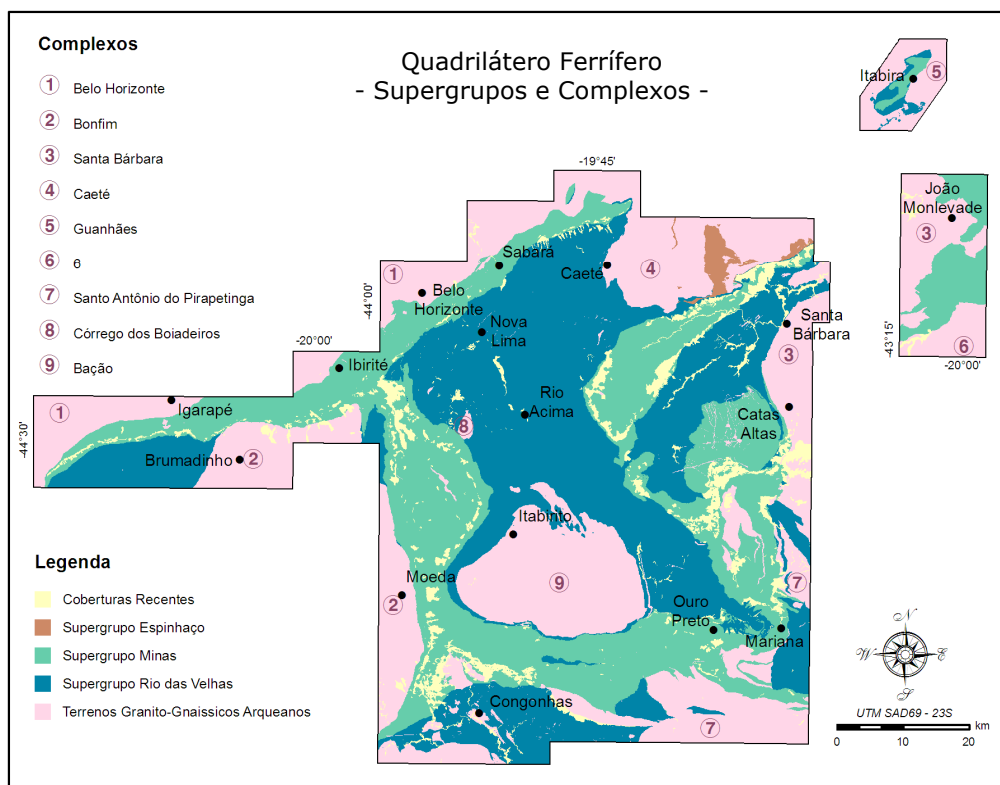 Quadrilátero Ferrífero
- Supergrupos e Complexos -
Complexos
1 Belo Horizonte
2 Bonfim
3 Santa Bárbara
4 Caeté
5 Guanhães
6 6
7 Santo Antônio do Pirapetinga
8 Córrego dos Boiadeiros
9 Bação
Itabira
5
-19°45'
João
Monlevade
3
6
-43°15'
-20°00'
Sabará
Caeté
4
1
Belo
Horizonte
-44°00'
Nova
Lima
Santa
Bárbara
3
-20°00'
Ibirité
1
Igarapé
Rio
Acima
8
Catas
Altas
-44°30'
Brumadinho
2
Itabirito
9
Moeda
2
Ouro
Preto
Mariana
7
Congonhas
7
Legenda
Coberturas Recentes
Supergrupo Espinhaço
Supergrupo Minas
Supergrupo Rio das Velhas
Terrenos Granito-Gnaissicos Arqueanos
N
W
E
S
UTM SAD69 - 23S
km
0 10 20